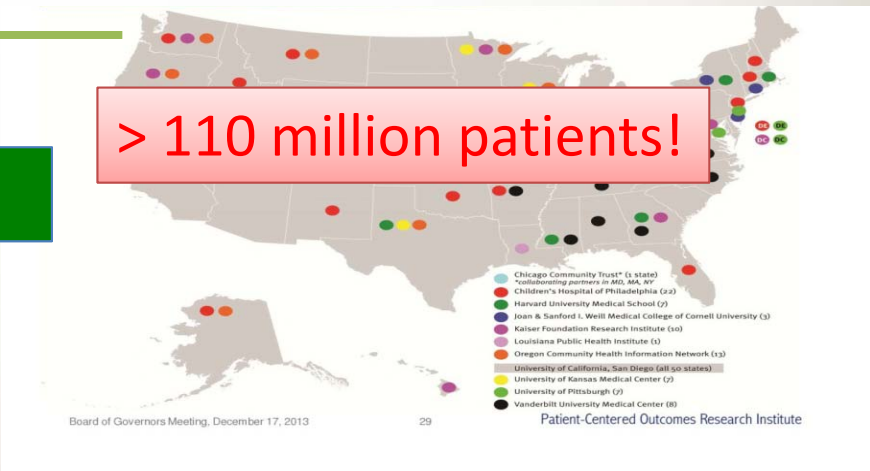 > 110 million patients!
DE DE
DC DC
Chicago Community Trust* (1 state)
*collaborating partners in MD, MA, NY
Children's Hospital of Philadelphia (22)
Harvard University Medical School (7)
Joan & Sanford I. Weill Medical College of Cornell University (3)
Kaiser Foundation Research Institute (10)
Louisiana Public Health Institute (1)
Oregon Community Health Information Network (13)
University of California, San Diego (all 50 states)
University of Kansas Medical Center (7)
University of Pittsburgh (7)
Vanderbilt University Medical Center (8)
Board of Governors Meeting, December 17, 2013
29
Patient-Centered Outcomes Research Institute